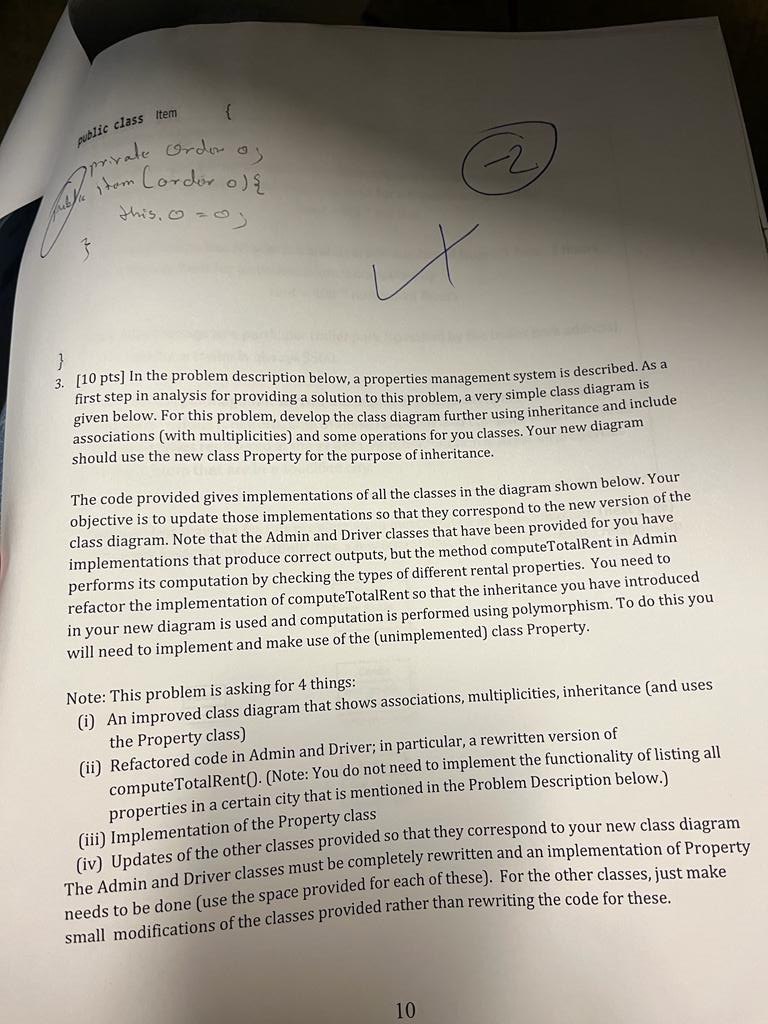 public class Item {
private Order o;
public item (order o) {
this.o = o;
}
-2
}
3. [10 pts] In the problem description below, a properties management system is described. As a
first step in analysis for providing a solution to this problem, a very simple class diagram is
given below. For this problem, develop the class diagram further using inheritance and include
associations (with multiplicities) and some operations for you classes. Your new diagram
should use the new class Property for the purpose of inheritance.
The code provided gives implementations of all the classes in the diagram shown below. Your
objective is to update those implementations so that they correspond to the new version of the
class diagram. Note that the Admin and Driver classes that have been provided for you have
implementations that produce correct outputs, but the method computeTotalRent in Admin
performs its computation by checking the types of different rental properties. You need to
refactor the implementation of computeTotalRent so that the inheritance you have introduced
in your new diagram is used and computation is performed using polymorphism. To do this you
will need to implement and make use of the (unimplemented) class Property.
Note: This problem is asking for 4 things:
(i) An improved class diagram that shows associations, multiplicities, inheritance (and uses
the Property class)
(ii) Refactored code in Admin and Driver; in particular, a rewritten version of
computeTotalRent(). (Note: You do not need to implement the functionality of listing all
properties in a certain city that is mentioned in the Problem Description below.)
(iii) Implementation of the Property class
(iv) Updates of the other classes provided so that they correspond to your new class diagram
The Admin and Driver classes must be completely rewritten and an implementation of Property
needs to be done (use the space provided for each of these). For the other classes, just make
small modifications of the classes provided rather than rewriting the code for these.
10